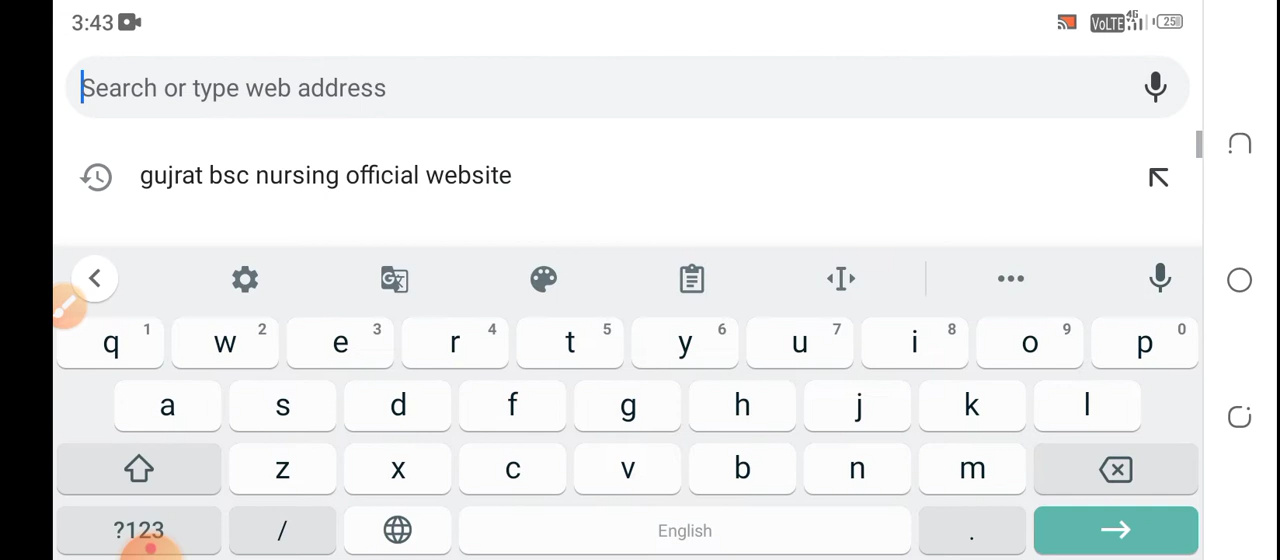 3:43 VoLTE 4G 25
Search or type web address
gujrat bsc nursing official website
q 1 w 2 e 3 r 4 t 5 y 6 u 7 i 8 o 9 p 0
a s d f g h j k l
z x c v b n m
?123 / English .